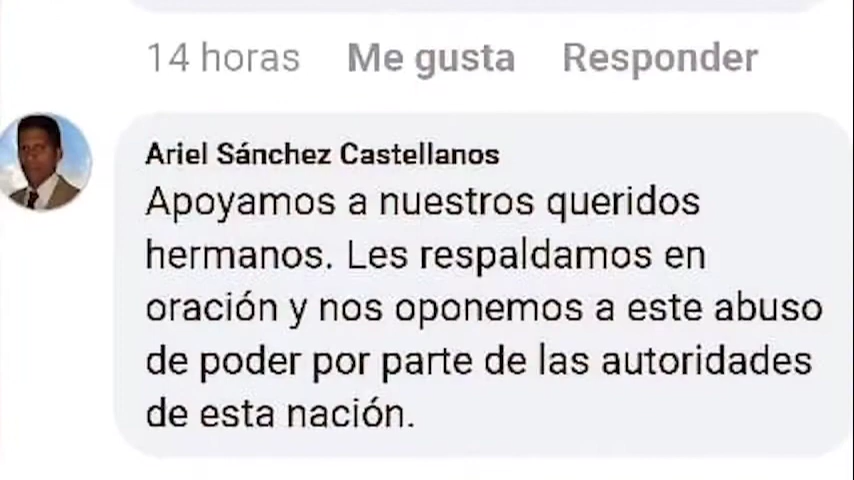 14 horas Me gusta Responder
Ariel Sánchez Castellanos
Apoyamos a nuestros queridos
hermanos. Les respaldamos en
oración y nos oponemos a este abuso
de poder por parte de las autoridades
de esta nación.